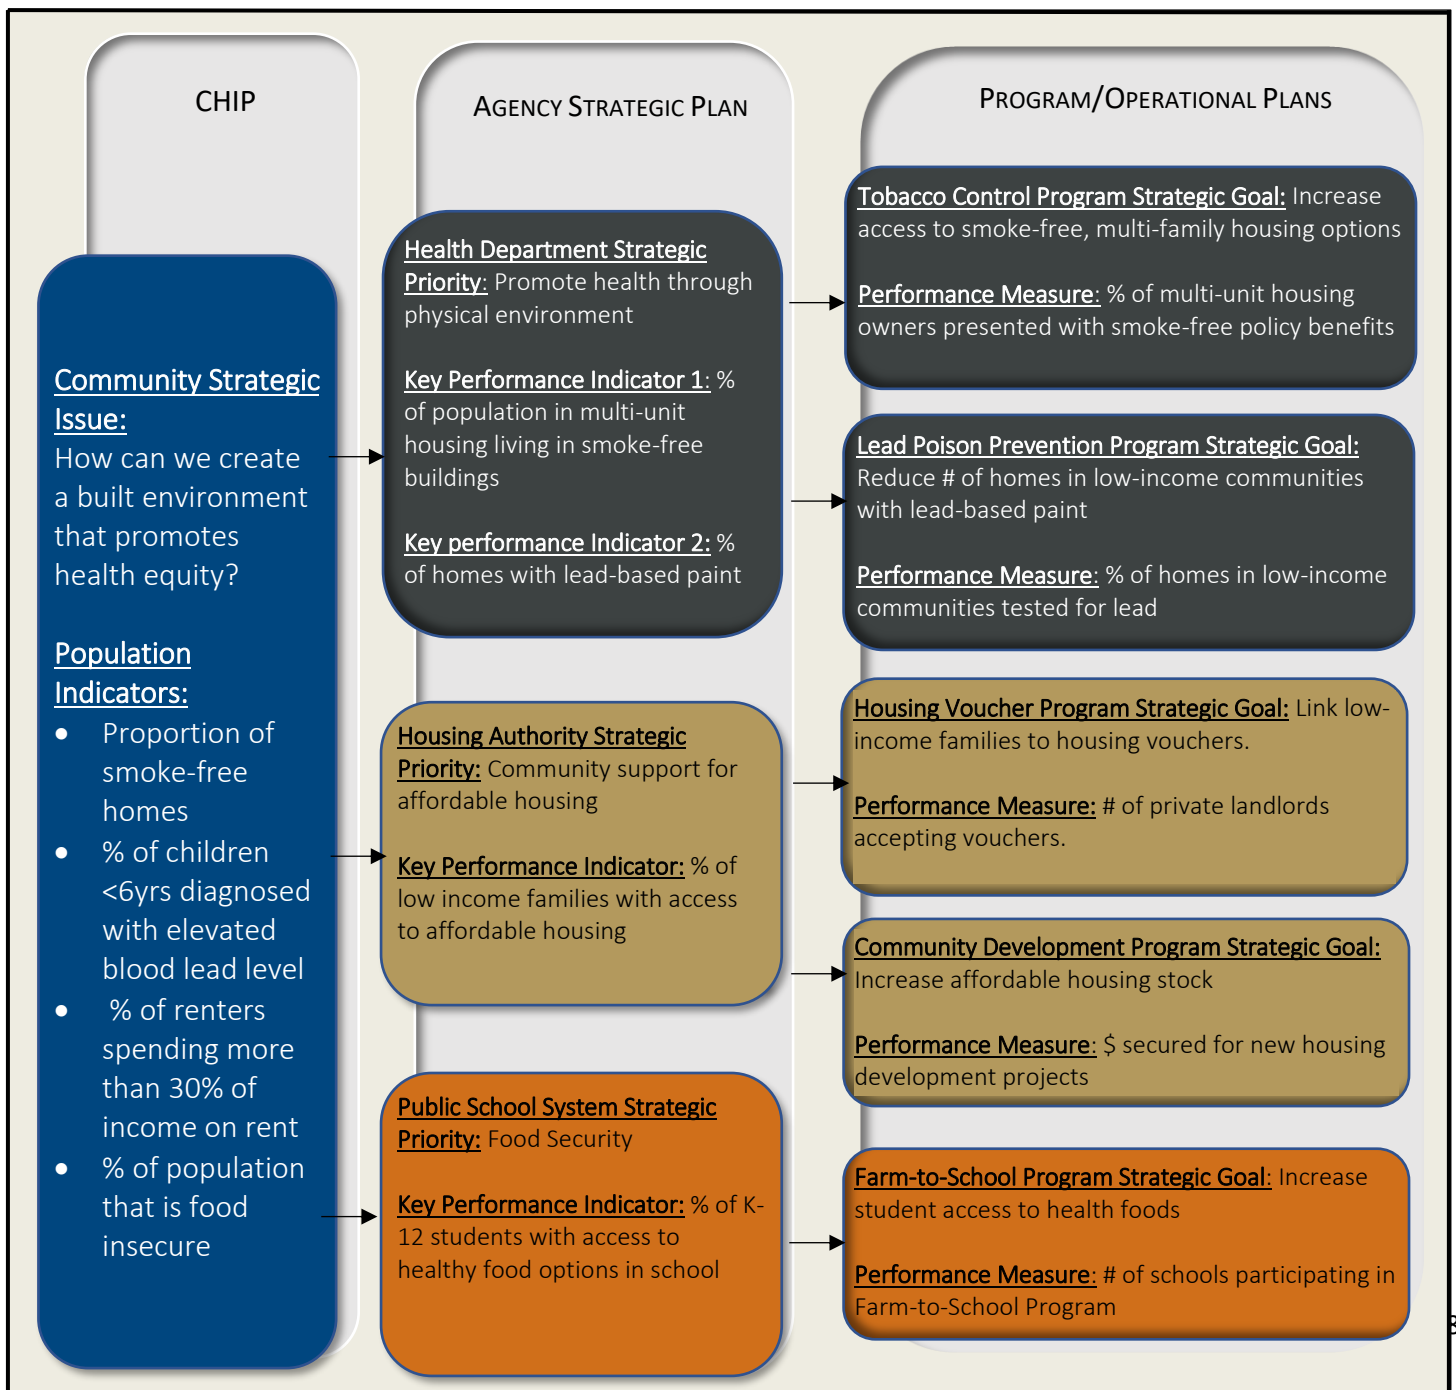 CHIP
Community Strategic
Issue:
How can we create
a built environment
that promotes
health equity?
Population
Indicators:
• Proportion of
smoke-free
homes
• % of children
<6yrs diagnosed
with elevated
blood lead level
• % of renters
spending more
than 30% of
income on rent
• % of population
that is food
insecure
AGENCY STRATEGIC PLAN
Health Department Strategic
Priority: Promote health through
physical environment
Key Performance Indicator 1: %
of population in multi-unit
housing living in smoke-free
buildings
Key performance Indicator 2: %
of homes with lead-based paint
Housing Authority Strategic
Priority: Community support for
affordable housing
Key Performance Indicator: % of
low income families with access
to affordable housing
Public School System Strategic
Priority: Food Security
Key Performance Indicator: % of K-
12 students with access to
healthy food options in school
PROGRAM/OPERATIONAL PLANS
Tobacco Control Program Strategic Goal: Increase
access to smoke-free, multi-family housing options
Performance Measure: % of multi-unit housing
owners presented with smoke-free policy benefits
Lead Poison Prevention Program Strategic Goal:
Reduce # of homes in low-income communities
with lead-based paint
Performance Measure: % of homes in low-income
communities tested for lead
Housing Voucher Program Strategic Goal: Link low-
income families to housing vouchers.
Performance Measure: # of private landlords
accepting vouchers.
Community Development Program Strategic Goal:
Increase affordable housing stock
Performance Measure: $ secured for new housing
development projects
Farm-to-School Program Strategic Goal: Increase
student access to health foods
Performance Measure: # of schools participating in
Farm-to-School Program